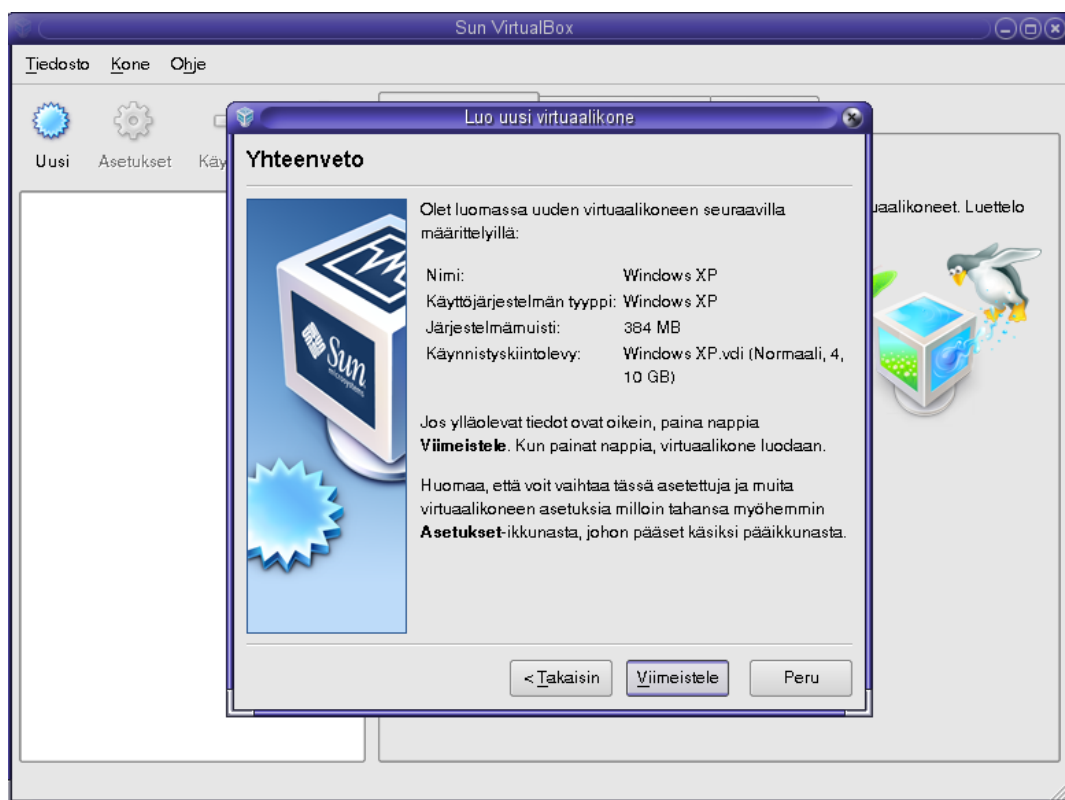 Sun VirtualBox
Tiedosto Kone Ohje
Uusi Asetukset Käy
Luo uusi virtuaalikone
Yhteenveto
uaalikoneet. Luettelo
Sun
microsystems
Olet luomassa uuden virtuaalikoneen seuraavilla
määrittelyillä:
Nimi: Windows XP
Käyttöjärjestelmän tyyppi: Windows XP
Järjestelmämuisti: 384 MB
Käynnistyskiintolevy: Windows XP.vdi (Normaali, 4,
10 GB)
Jos ylläolevat tiedot ovat oikein, paina nappia
Viimeistele. Kun painat nappia, virtuaalikone luodaan.
Huomaa, että voit vaihtaa tässä asetettuja ja muita
virtuaalikoneen asetuksia milloin tahansa myöhemmin
Asetukset-ikkunasta, johon pääset käsiksi pääikkunasta.
< Takaisin Viimeistele Peru